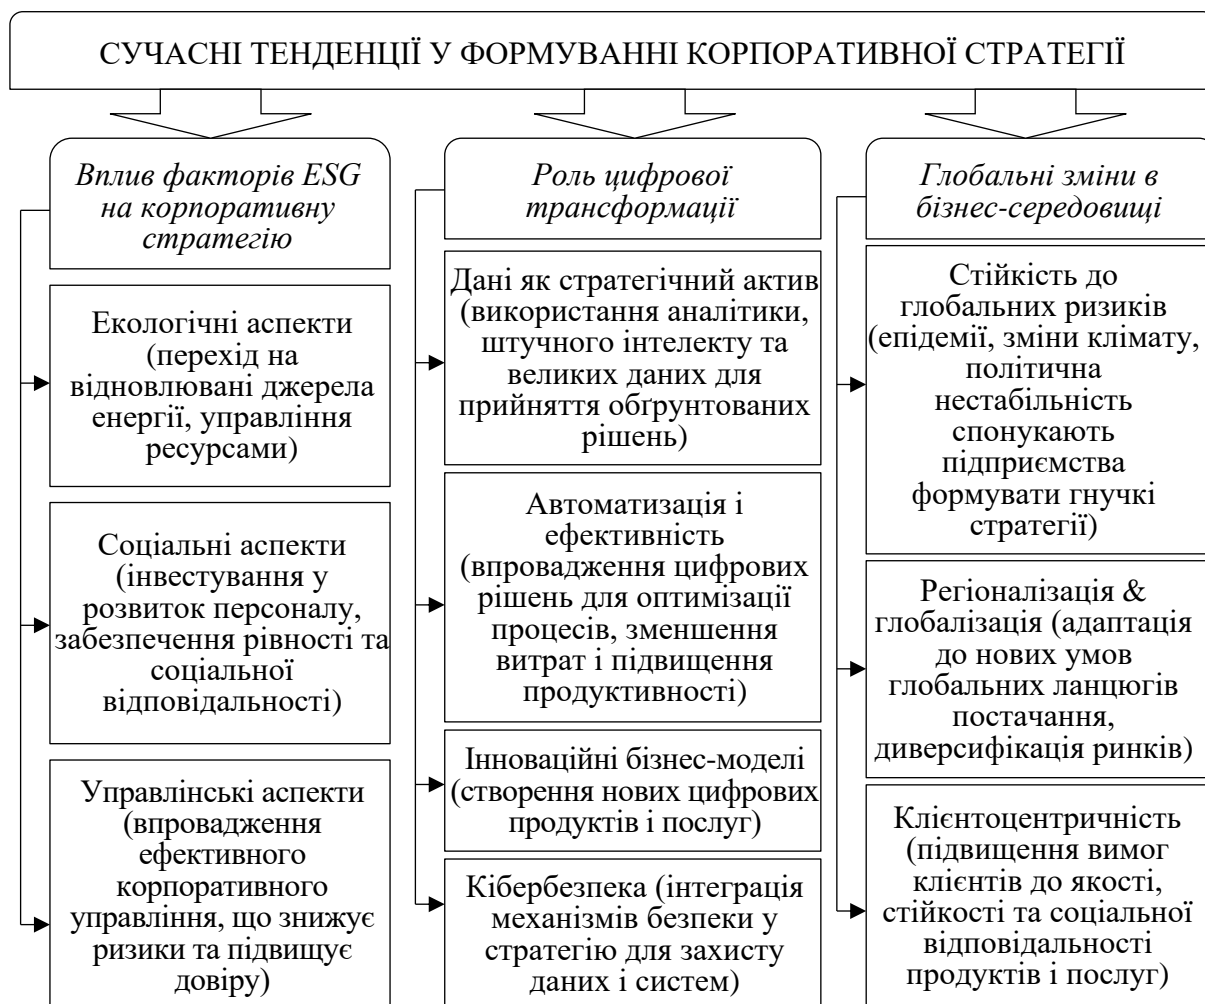 СУЧАСНІ ТЕНДЕНЦІЇ У ФОРМУВАННІ КОРПОРАТИВНОЇ СТРАТЕГІЇ
Вплив факторів ESG
на корпоративну
стратегію
Екологічні аспекти
(перехід на
відновлювані джерела
енергії, управління
ресурсами)
Соціальні аспекти
(інвестування у
розвиток персоналу,
забезпечення рівності та
соціальної
відповідальності)
Управлінські аспекти
(впровадження
ефективного
корпоративного
управління, що знижує
ризики та підвищує
довіру)
Роль цифрової
трансформації
Дані як стратегічний актив
(використання аналітики,
штучного інтелекту та
великих даних для
прийняття обґрунтованих
рішень)
Автоматизація і
ефективність
(впровадження цифрових
рішень для оптимізації
процесів, зменшення
витрат і підвищення
продуктивності)
Інноваційні бізнес-моделі
(створення нових цифрових
продуктів і послуг)
Кібербезпека (інтеграція
механізмів безпеки у
стратегію для захисту
даних і систем)
Глобальні зміни в
бізнес-середовищі
Стійкість до
глобальних ризиків
(епідемії, зміни клімату,
політична
нестабільність
спонукають
підприємства
формувати гнучкі
стратегії)
Регіоналізація &
глобалізація (адаптація
до нових умов
глобальних ланцюгів
постачання,
диверсифікація ринків)
Клієнтоцентричність
(підвищення вимог
клієнтів до якості,
стійкості та соціальної
відповідальності
продуктів і послуг)